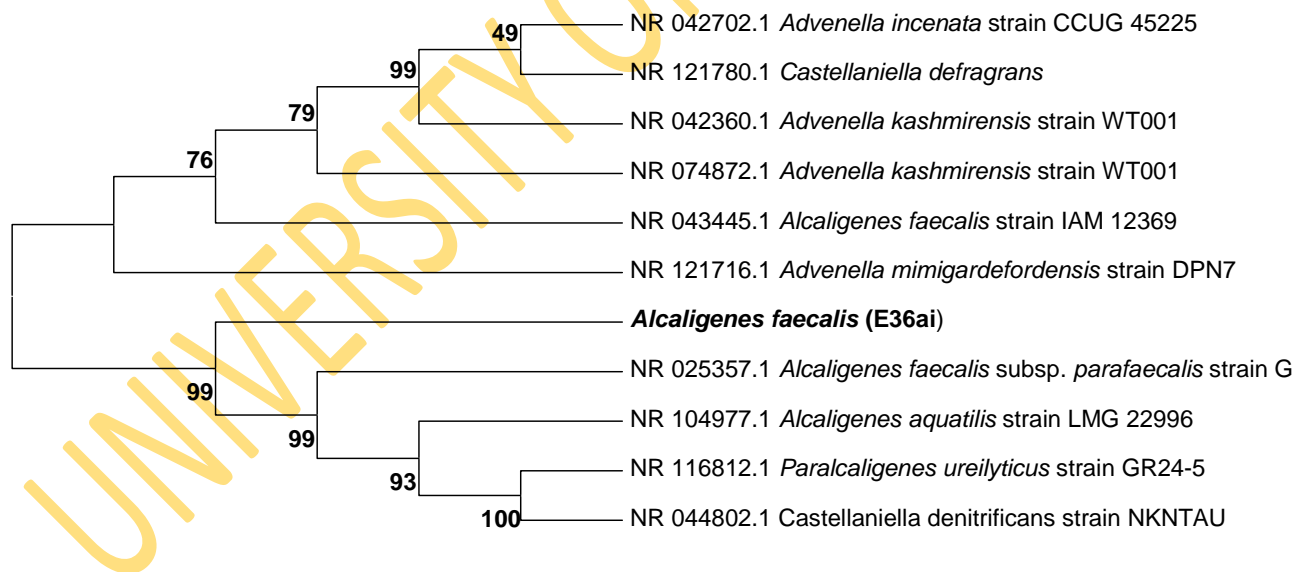 NR 042702.1 Advenella incenata strain CCUG 45225
49
NR 121780.1 Castellaniella defragrans
99
NR 042360.1 Advenella kashmirensis strain WT001
79
NR 074872.1 Advenella kashmirensis strain WT001
76
NR 043445.1 Alcaligenes faecalis strain IAM 12369
NR 121716.1 Advenella mimigardefordensis strain DPN7
Alcaligenes faecalis (E36ai)
99
NR 025357.1 Alcaligenes faecalis subsp. parafaecalis strain G
99
NR 104977.1 Alcaligenes aquatilis strain LMG 22996
93
NR 116812.1 Paralcaligenes ureilyticus strain GR24-5
100
NR 044802.1 Castellaniella denitrificans strain NKNTAU
UNIVERSITY